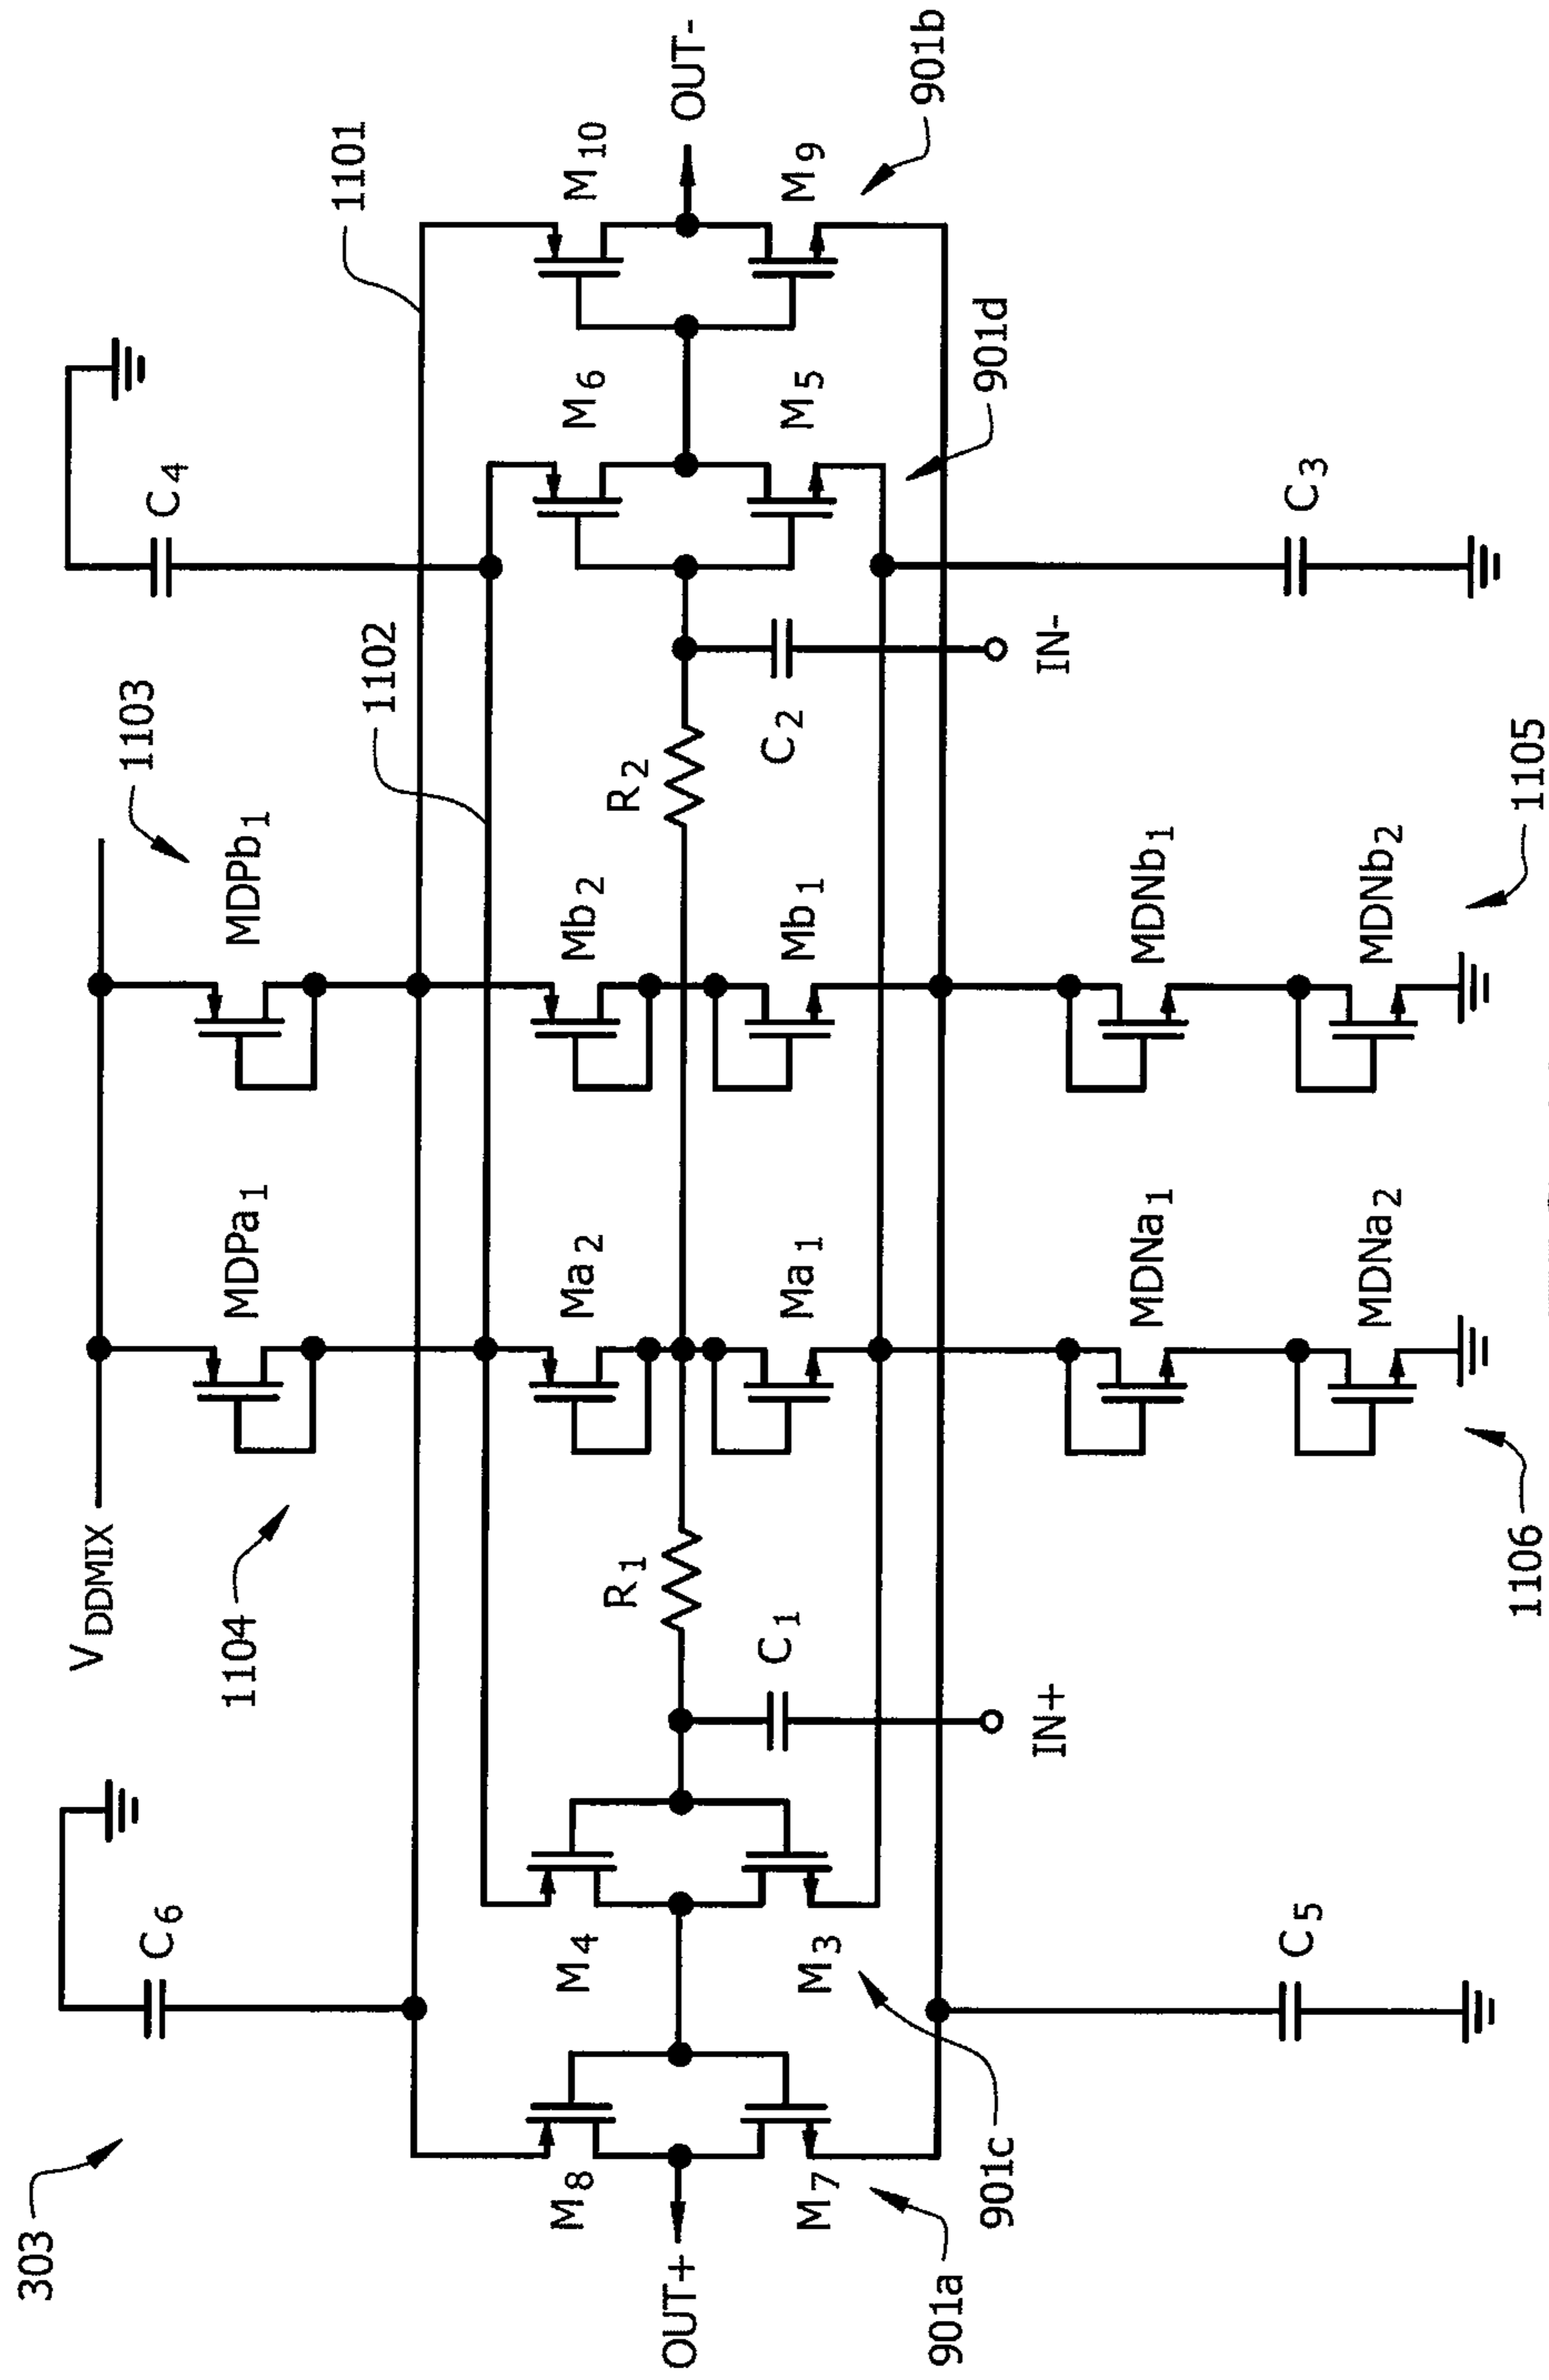 303
1104
1103
1101
1102
V DDMIX
C6
C4
MDPa1
MDPb1
M8
M4
Ma2
Mb2
M6
M10
OUT+
R1
R2
OUT-
C1
C2
M7
M3
Ma1
Mb1
M5
M9
IN+
IN-
901a
901c
901d
901b
C5
C3
MDNa1
MDNb1
MDNa2
MDNb2
1106
1105